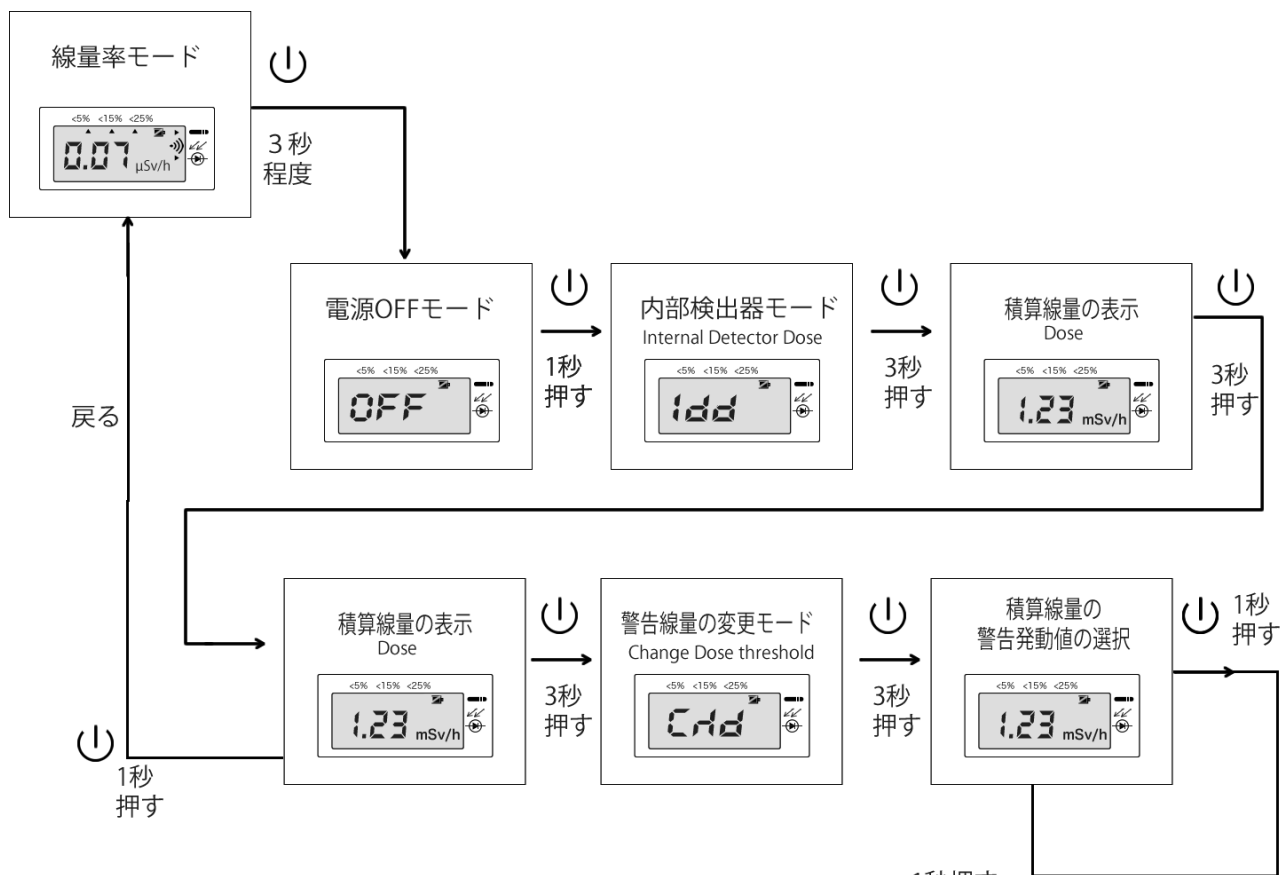 線量率モード
<5% <15% <25%
0.07 μSv/h
３秒
程度
電源OFFモード
<5% <15% <25%
OFF
1秒
押す
内部検出器モード
Internal Detector Dose
<5% <15% <25%
Idd
3秒
押す
積算線量の表示
Dose
<5% <15% <25%
1.23 mSv/h
3秒
押す
戻る
積算線量の表示
Dose
<5% <15% <25%
1.23 mSv/h
1秒
押す
3秒
押す
警告線量の変更モード
Change Dose threshold
<5% <15% <25%
Chd
3秒
押す
積算線量の
警告発動値の選択
<5% <15% <25%
1.23 mSv/h
1秒
押す